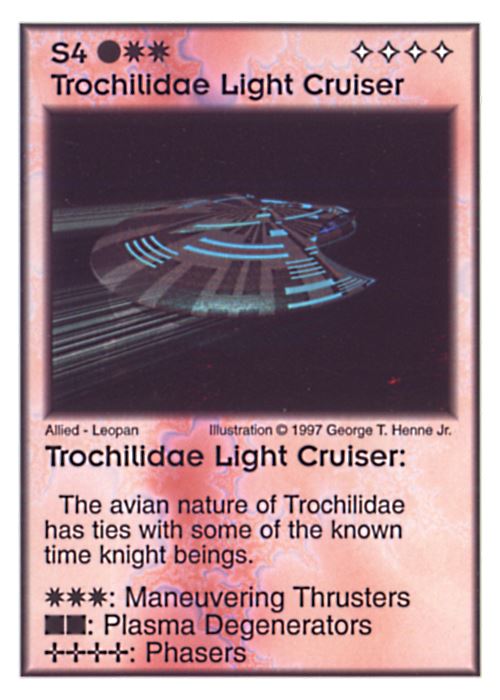 S4 ●✷✷ ✧✧✧✧
Trochilidae Light Cruiser
Allied - Leopan Illustration © 1997 George T. Henne Jr.
Trochilidae Light Cruiser:
The avian nature of Trochilidae
has ties with some of the known
time knight beings.
✷✷✷: Maneuvering Thrusters
■■: Plasma Degenerators
✢✢✢✢: Phasers